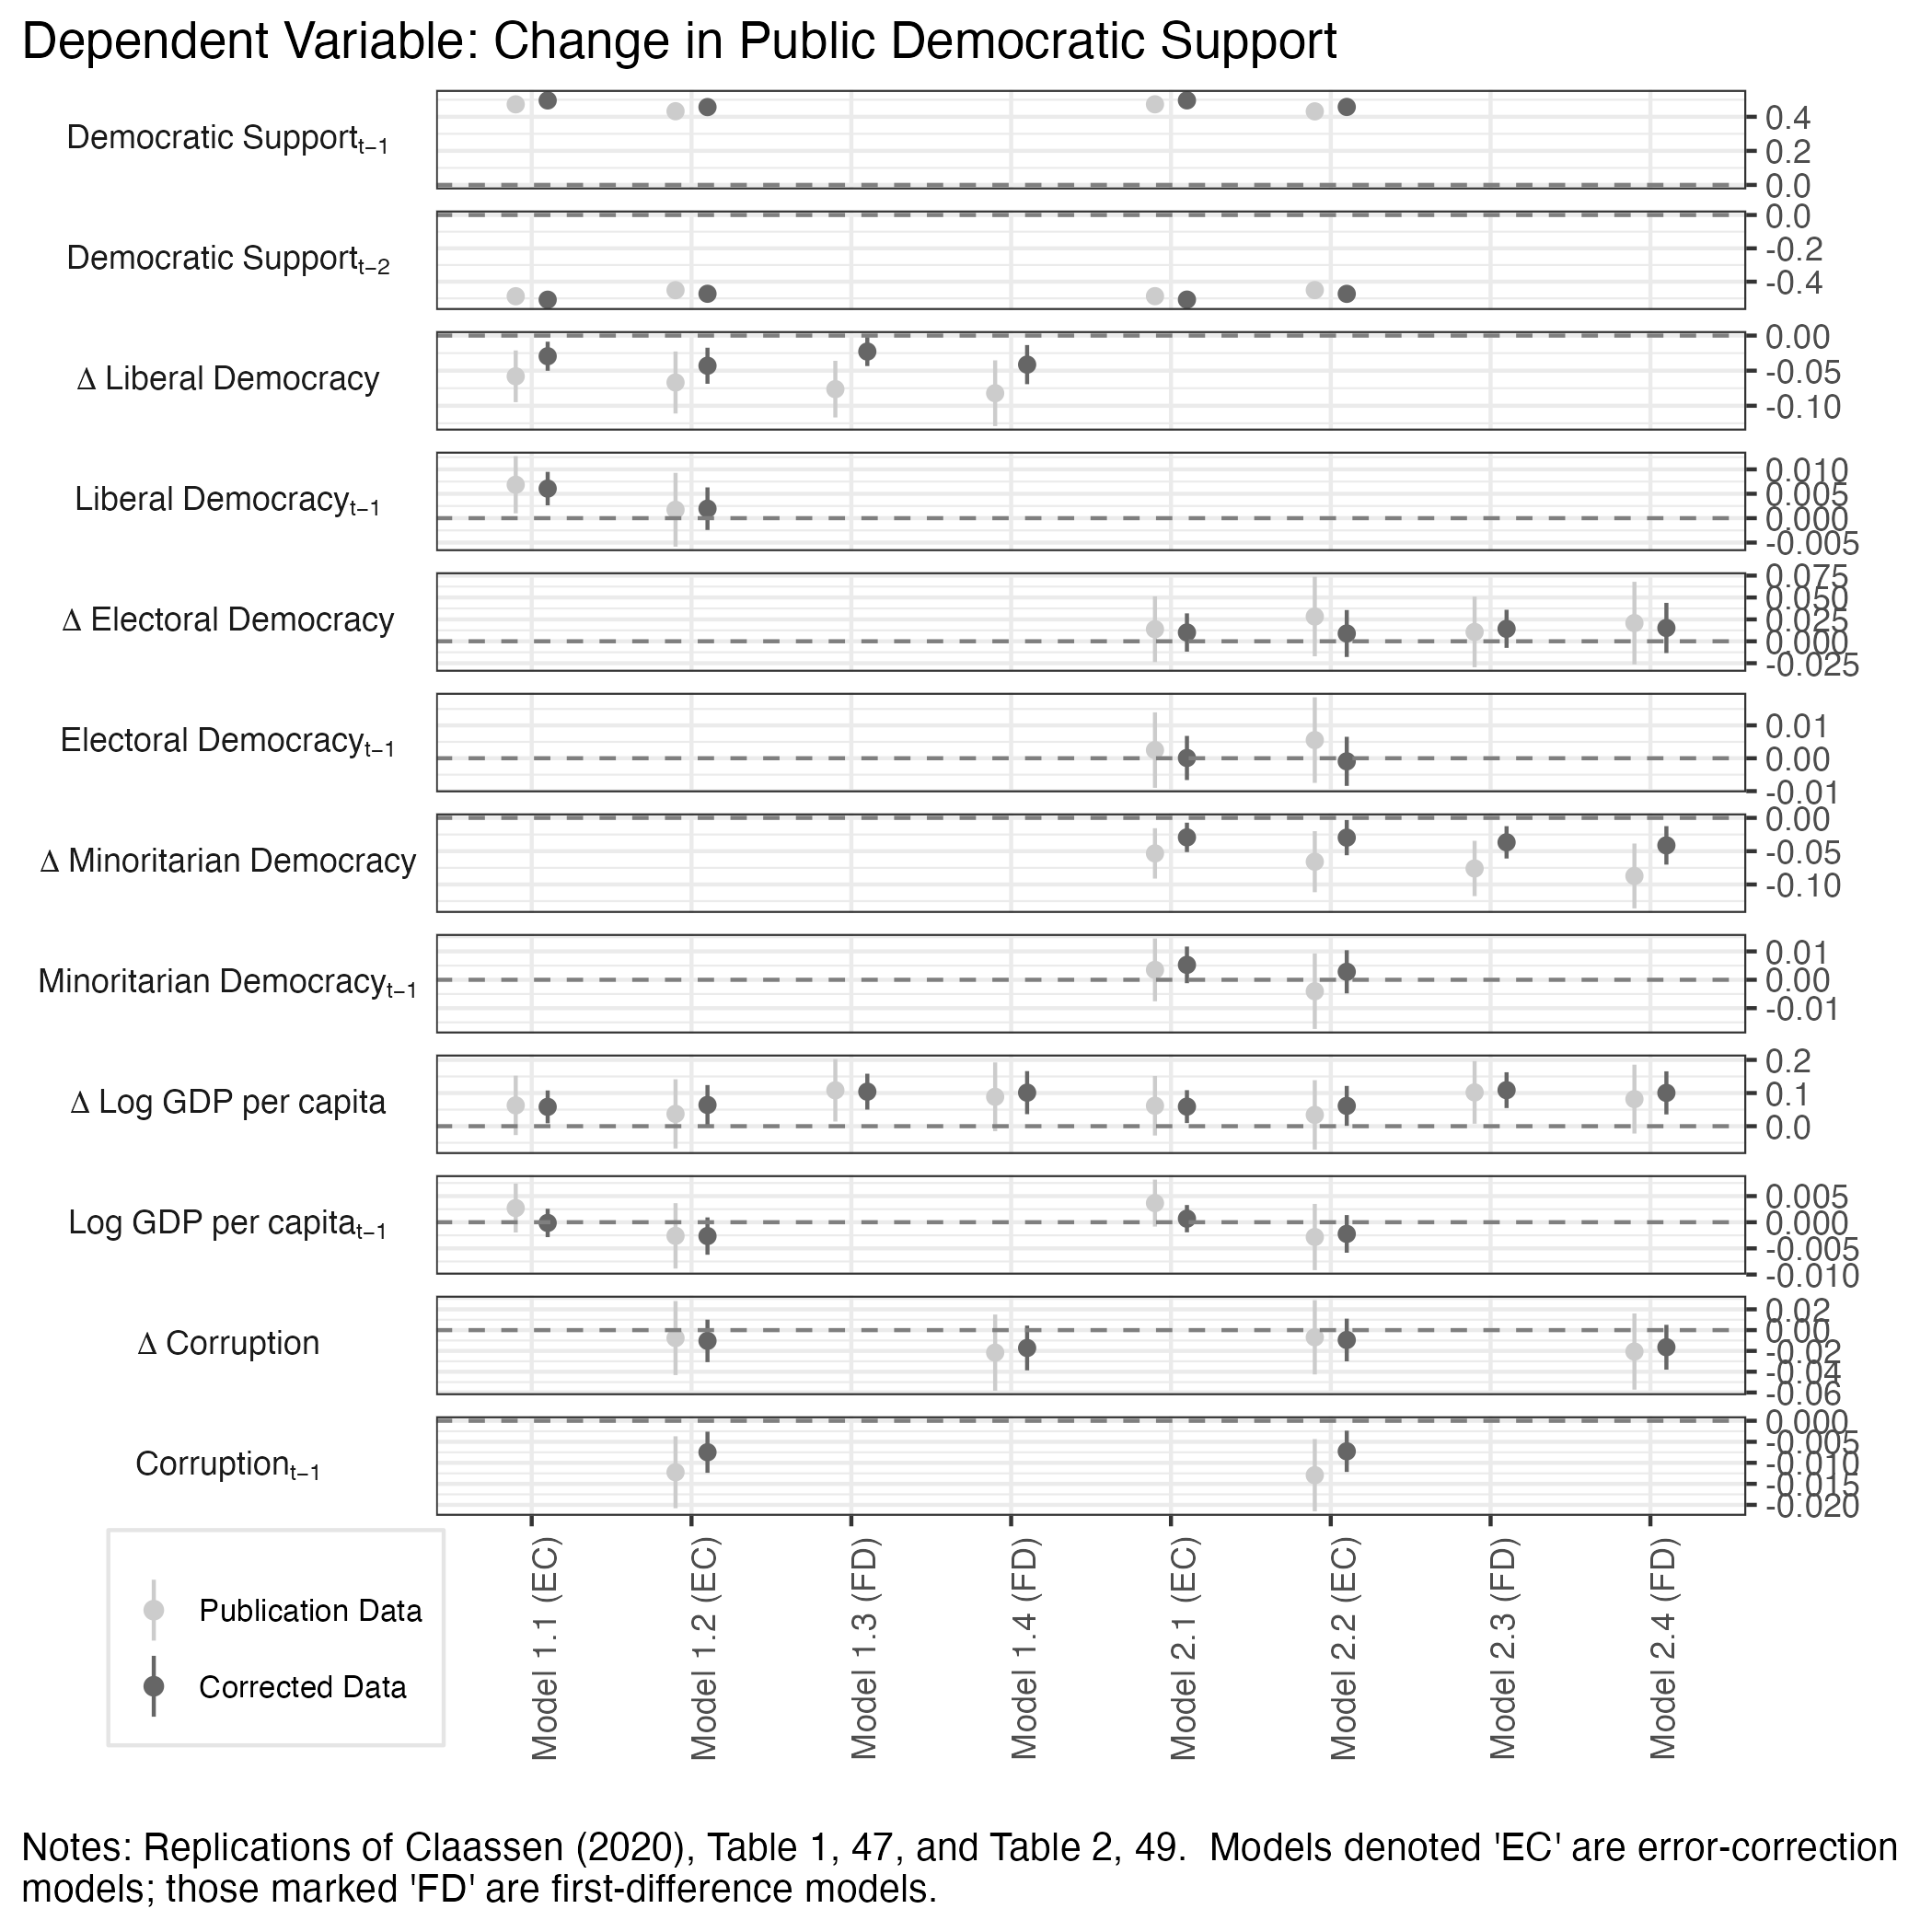 Dependent Variable: Change in Public Democratic Support
Democratic Support t−1
0.4
0.2
0.0
Democratic Support t−2
0.0
-0.2
-0.4
Δ Liberal Democracy
0.00
-0.05
-0.10
Liberal Democracy t−1
0.010
0.005
0.000
-0.005
Δ Electoral Democracy
0.075
0.050
0.025
0.000
-0.025
Electoral Democracy t−1
0.01
0.00
-0.01
Δ Minoritarian Democracy
0.00
-0.05
-0.10
Minoritarian Democracy t−1
0.01
0.00
-0.01
Δ Log GDP per capita
0.2
0.1
0.0
Log GDP per capita t−1
0.005
0.000
-0.005
-0.010
Δ Corruption
0.02
0.00
-0.02
-0.04
-0.06
Corruption t−1
0.000
-0.005
-0.010
-0.015
-0.020
Model 1.1 (EC)
Model 1.2 (EC)
Model 1.3 (FD)
Model 1.4 (FD)
Model 2.1 (EC)
Model 2.2 (EC)
Model 2.3 (FD)
Model 2.4 (FD)
Publication Data
Corrected Data
Notes: Replications of Claassen (2020), Table 1, 47, and Table 2, 49.  Models denoted 'EC' are error-correction
models; those marked 'FD' are first-difference models.